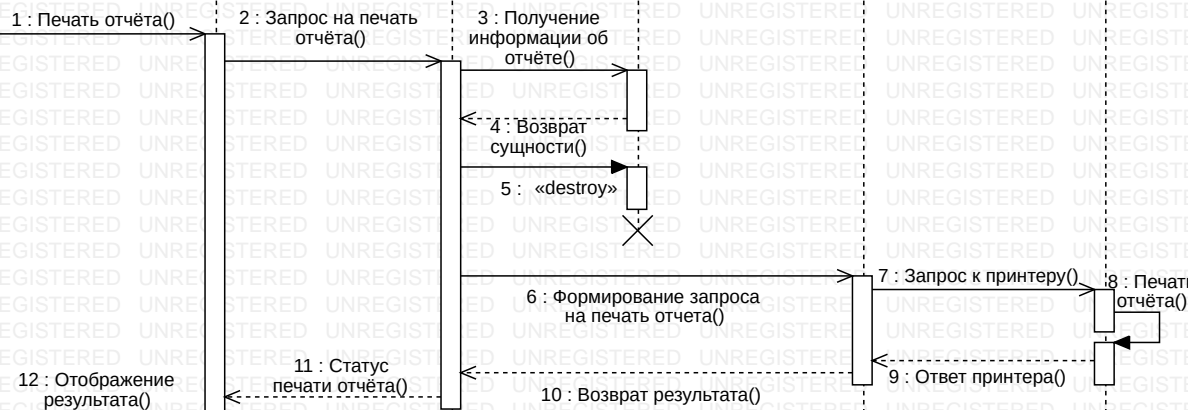 1 : Печать отчёта()
2 : Запрос на печать
отчёта()
3 : Получение
информации об
отчёте()
4 : Возврат
сущности()
5 : «destroy»
6 : Формирование запроса
на печать отчета()
7 : Запрос к принтеру()
8 : Печать
отчёта()
9 : Ответ принтера()
10 : Возврат результата()
11 : Статус
печати отчёта()
12 : Отображение
результата()
UNREGISTERED